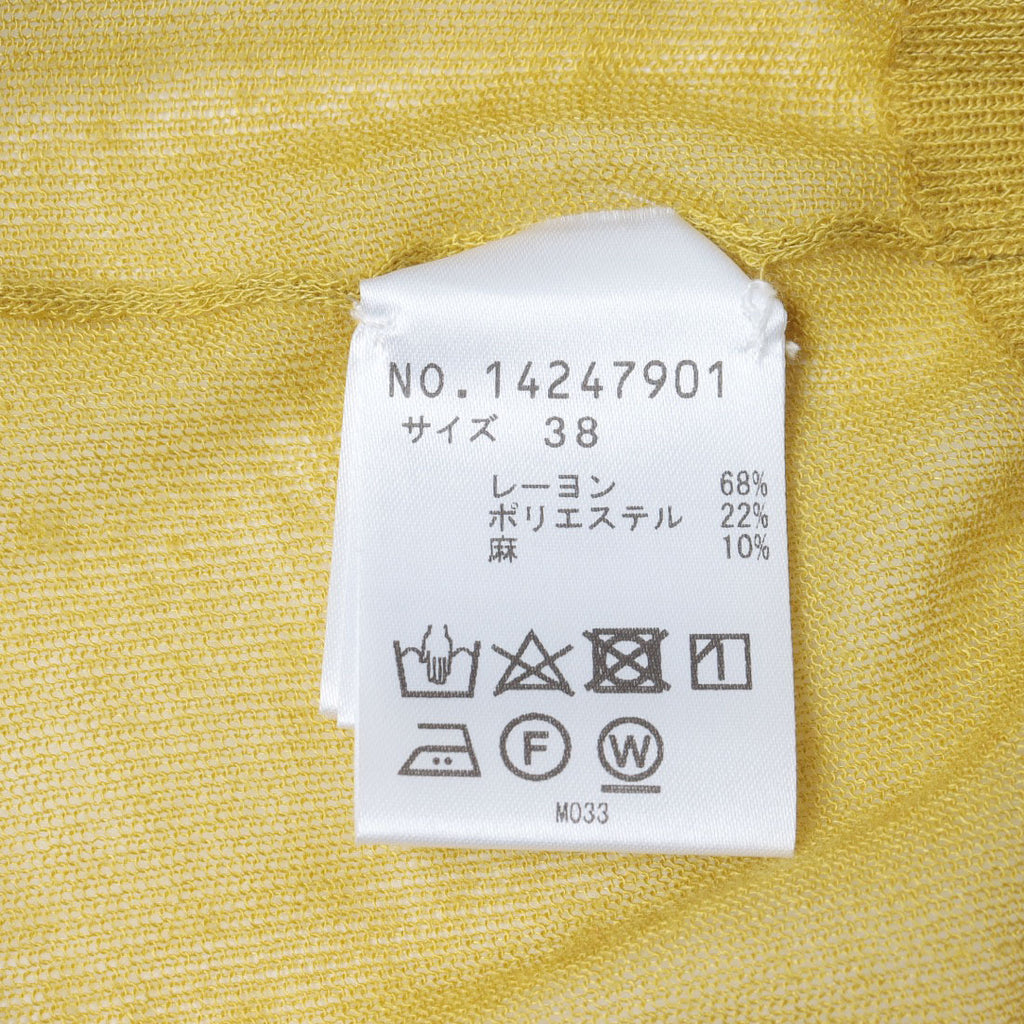 NO.14247901
サイズ 38
レーヨン 68%
ポリエステル 22%
麻 10%
F W
M033